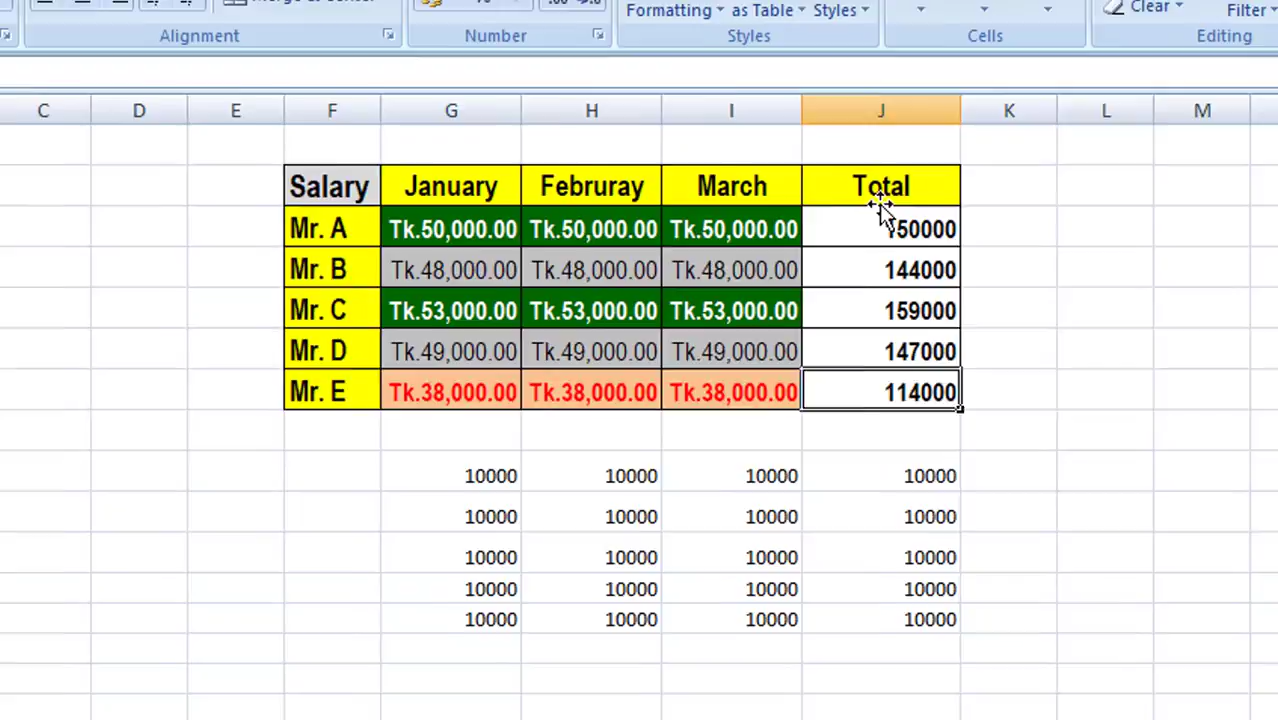 Formatting as Table Styles Clear Filter
Alignment Number Styles Cells Editing
C D E F G H I J K L M
Salary January Februray March Total
Mr. A Tk.50,000.00 Tk.50,000.00 Tk.50,000.00 150000
Mr. B Tk.48,000.00 Tk.48,000.00 Tk.48,000.00 144000
Mr. C Tk.53,000.00 Tk.53,000.00 Tk.53,000.00 159000
Mr. D Tk.49,000.00 Tk.49,000.00 Tk.49,000.00 147000
Mr. E Tk.38,000.00 Tk.38,000.00 Tk.38,000.00 114000
10000 10000 10000 10000
10000 10000 10000 10000
10000 10000 10000 10000
10000 10000 10000 10000
10000 10000 10000 10000